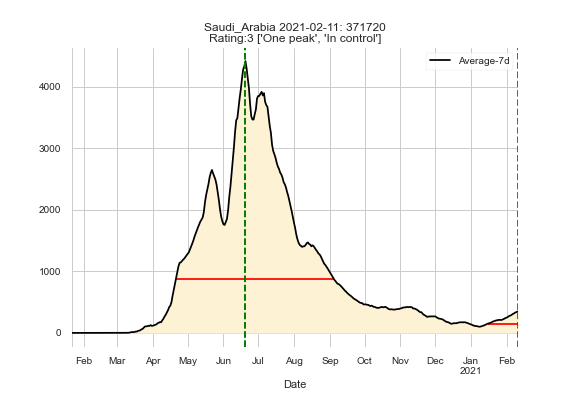 Saudi_Arabia 2021-02-11: 371720
Rating:3 ['One peak', 'In control']
Average-7d
4000
3000
2000
1000
0
Feb Mar Apr May Jun Jul Aug Sep Oct Nov Dec Jan Feb
2021
Date